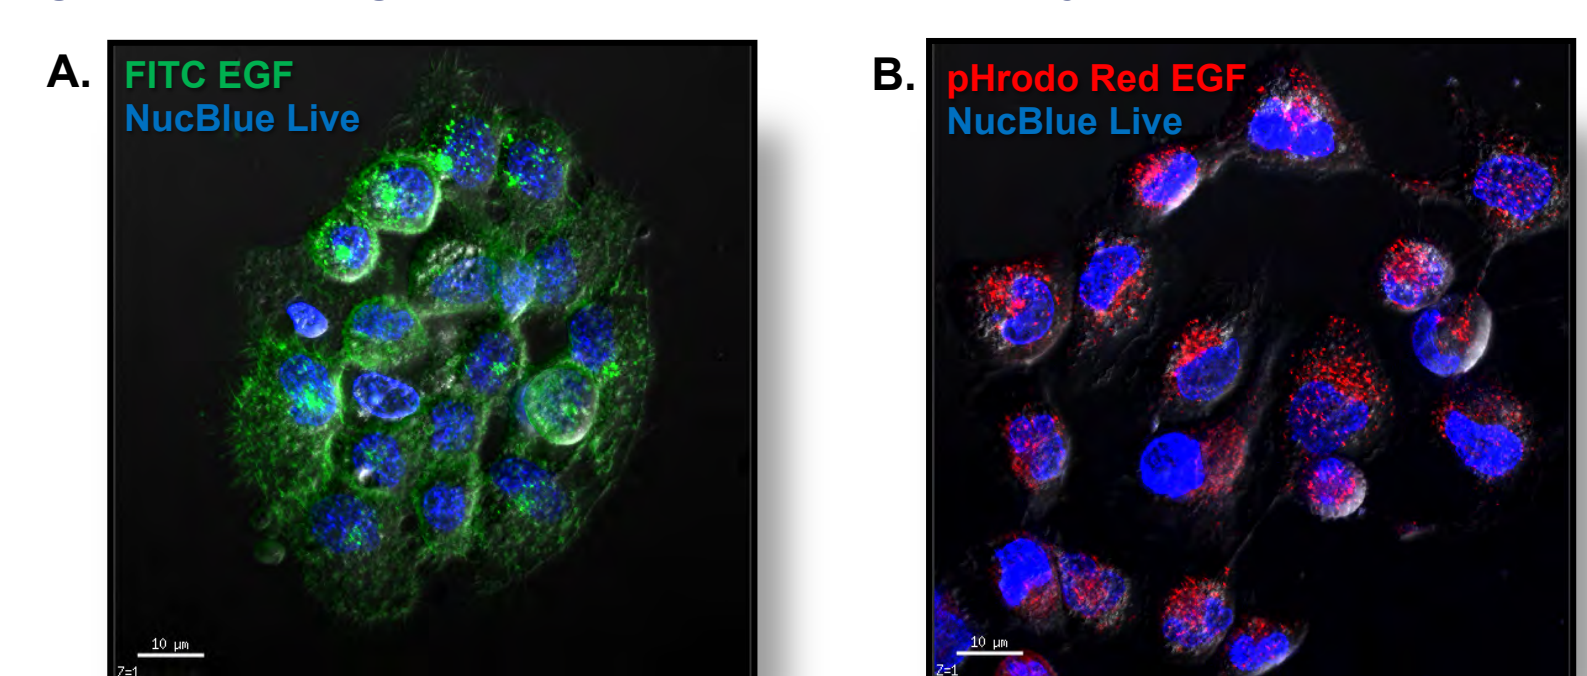 A.
FITC EGF
NucBlue Live
10 µm
Z=1
B.
pHrodo Red EGF
NucBlue Live
10 µm
Z=1